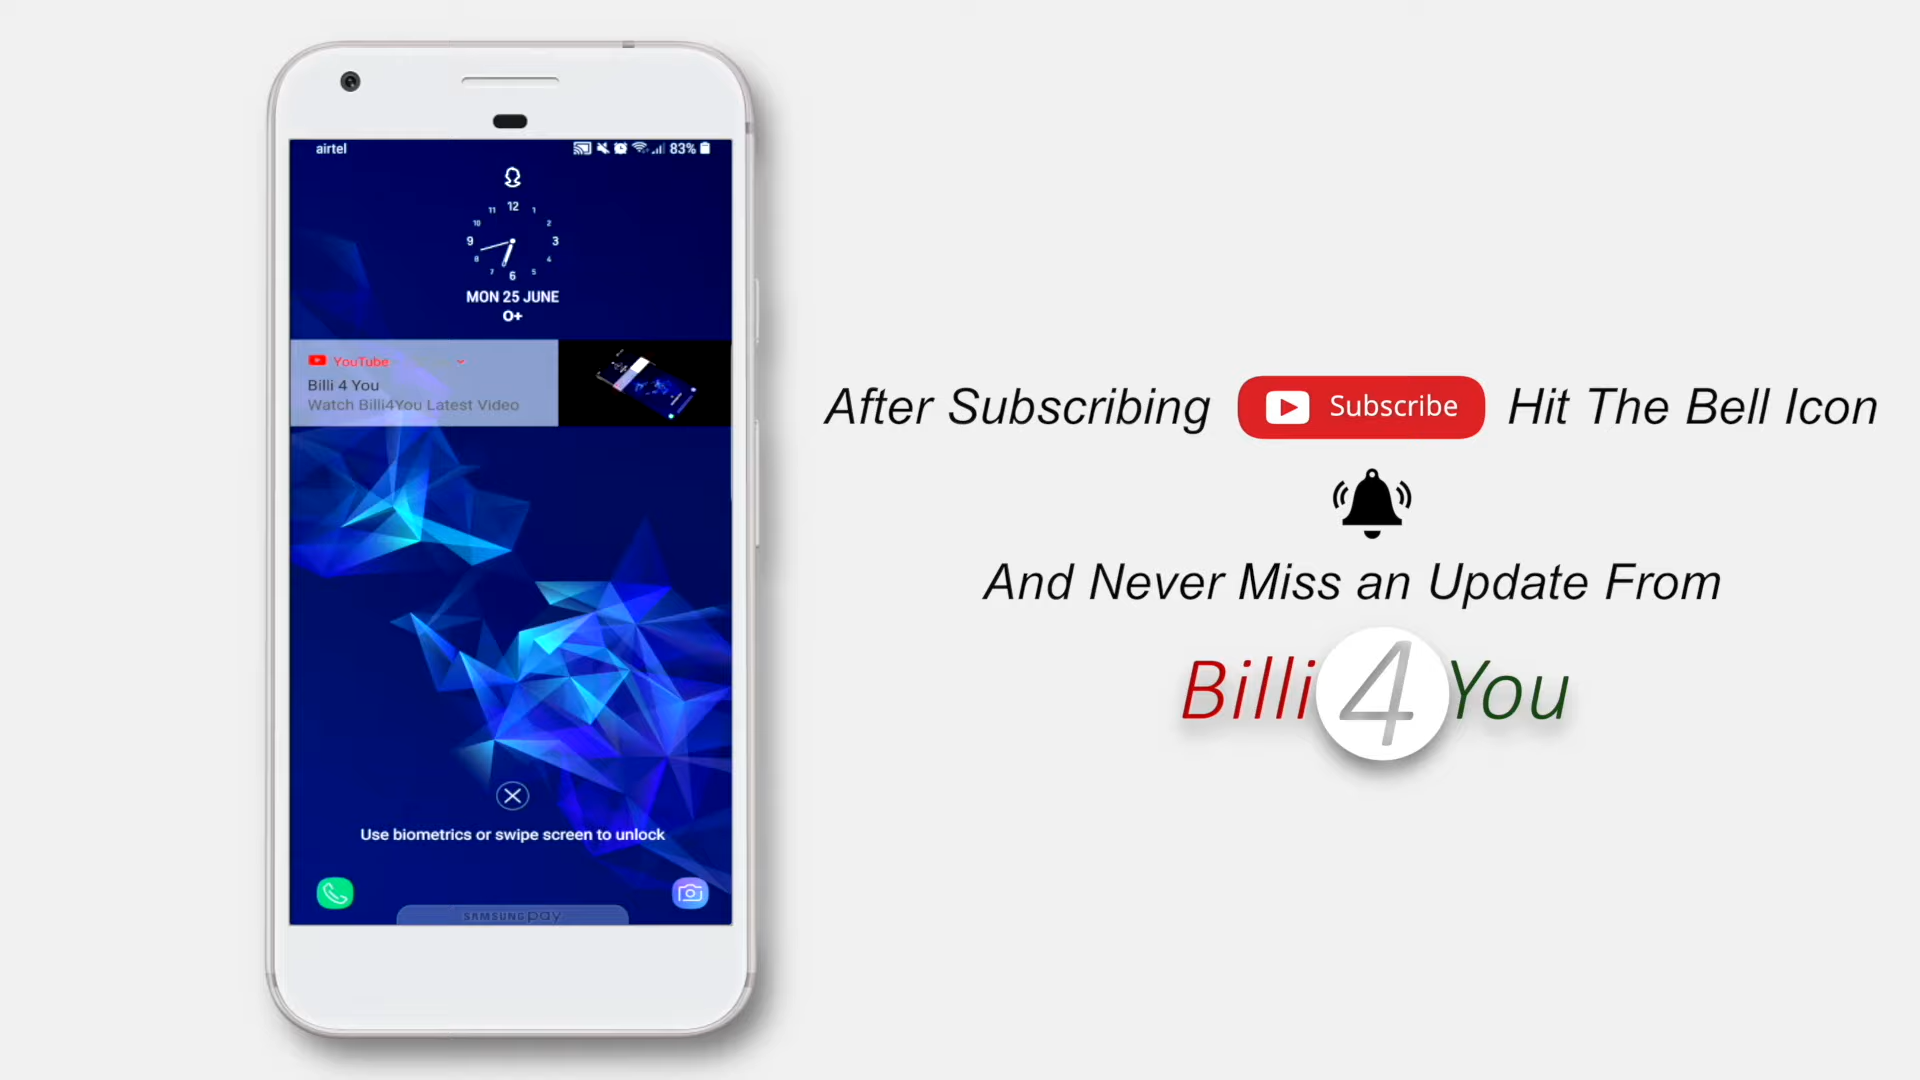 airtel
83%
12
11
1
10
2
9
3
8
4
7
5
6
MON 25 JUNE
O+
YouTube
Billi 4 You
Watch Billi4You Latest Video
Use biometrics or swipe screen to unlock
SAMSUNG pay
After Subscribing Subscribe Hit The Bell Icon
And Never Miss an Update From
Billi 4 You